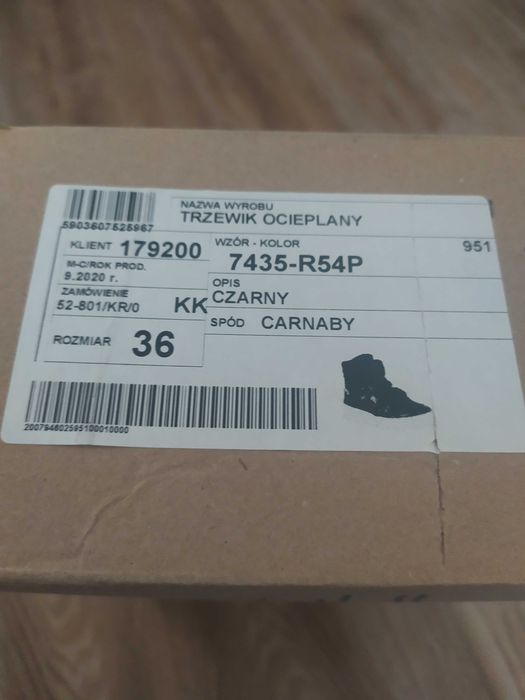 5903607525967
NAZWA WYROBU
TRZEWIK OCIEPLANY
KLIENT 179200
WZÓR - KOLOR
951
7435-R54P
M-C/ROK PROD.
9.2020 r.
OPIS
CZARNY
ZAMÓWIENIE
52-801/KR/0 KK
SPÓD CARNABY
ROZMIAR 36